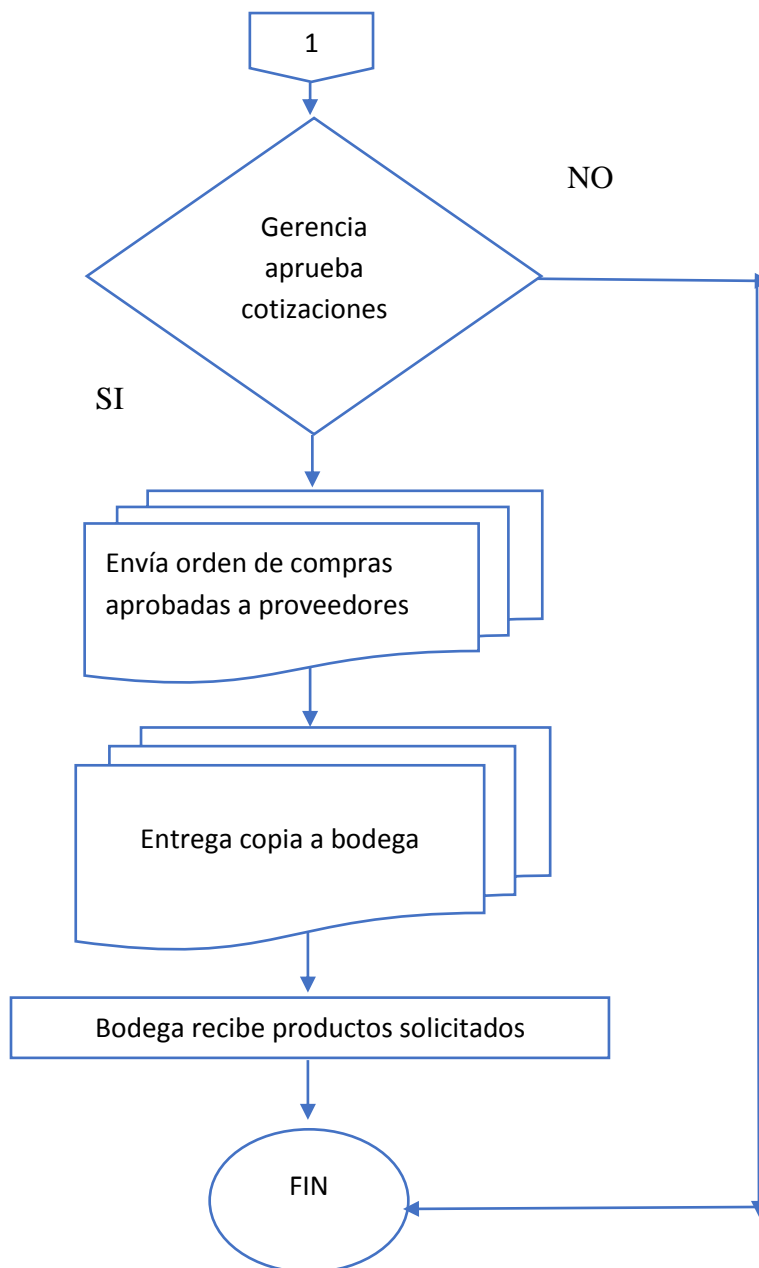 1
NO
Gerencia
aprueba
cotizaciones
SI
Envía orden de compras
aprobadas a proveedores
Entrega copia a bodega
Bodega recibe productos solicitados
FIN